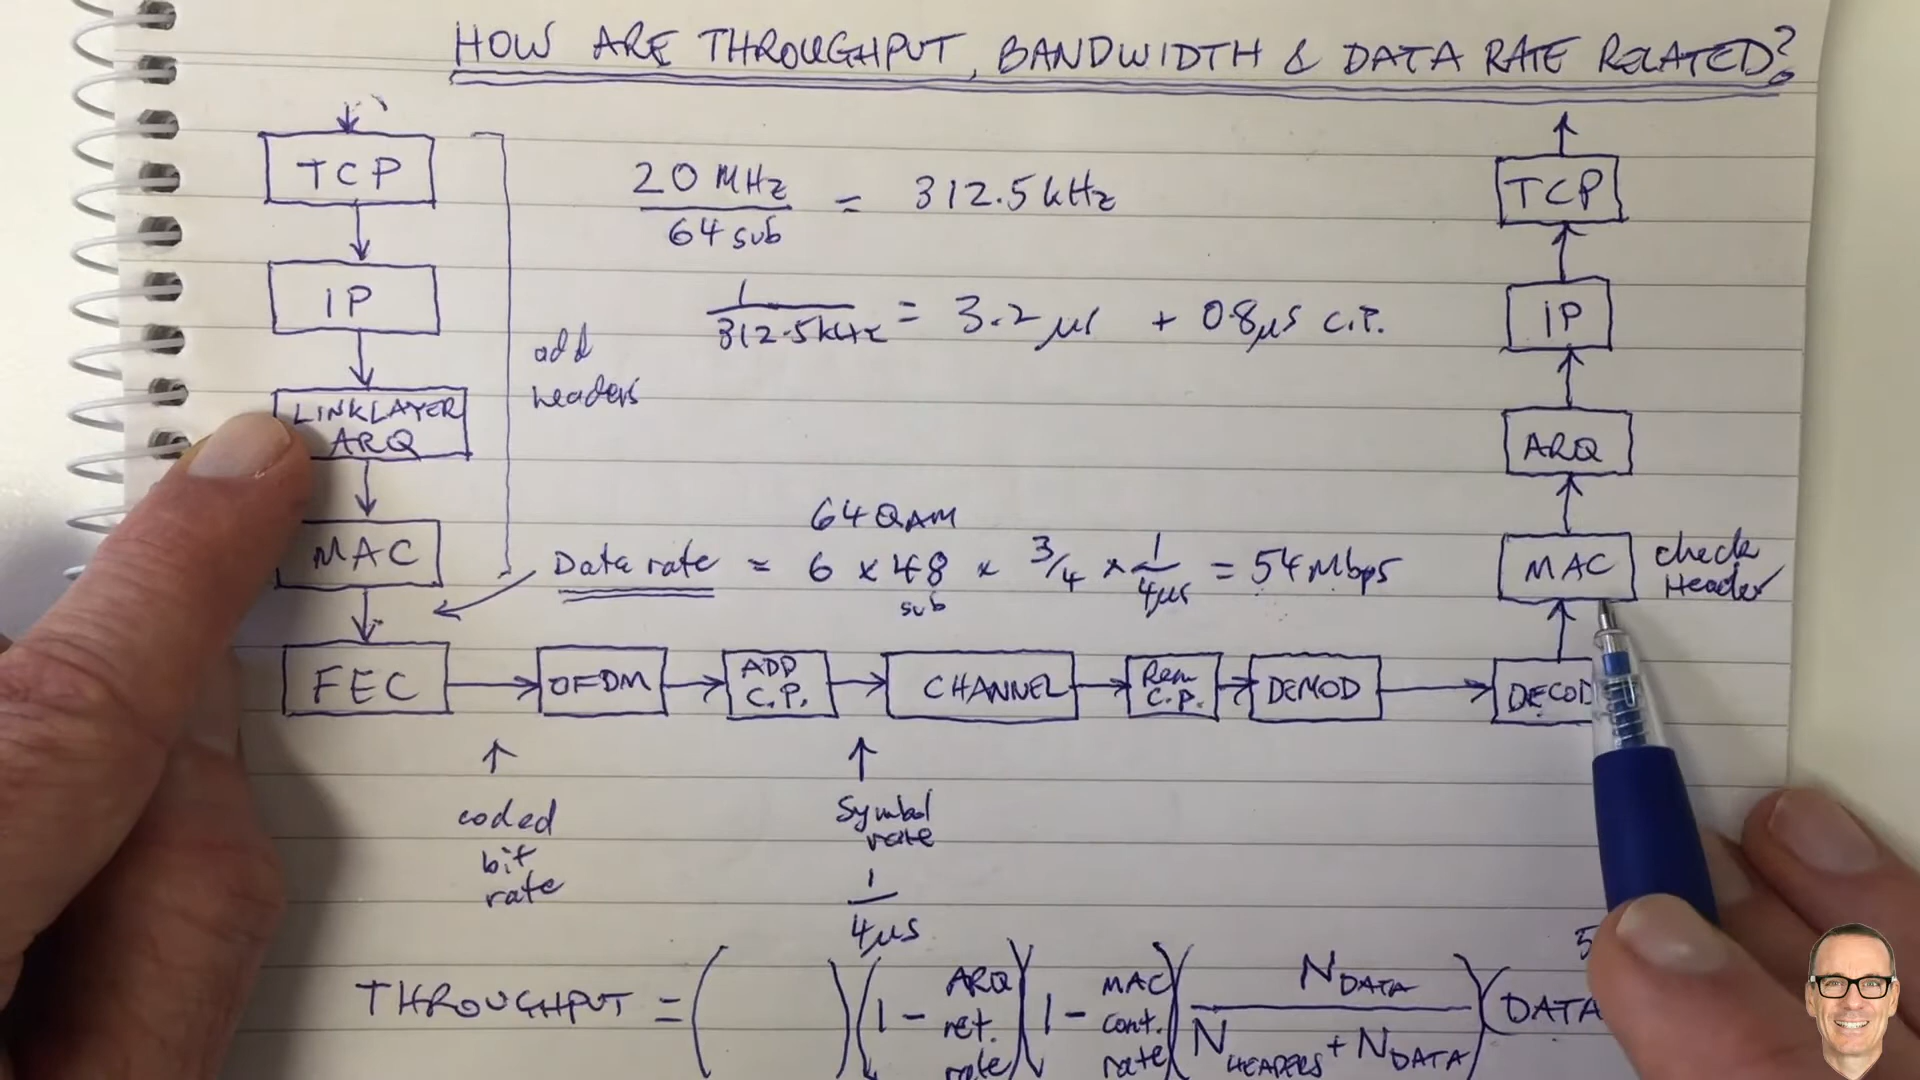 HOW ARE THROUGHPUT, BANDWIDTH & DATA RATE RELATED?
TCP
IP
LINKLAYER
ARQ
MAC
FEC
add
headers
20 MHz
64 sub
= 312.5 kHz
1
312.5kHz
= 3.2 μs + 0.8μs C.P.
64 QAM
Data rate = 6 × 48 × 3/4 × 1/4μs = 54 Mbps
sub
OFDM
ADD
C.P.
CHANNEL
Rem
C.P.
DEMOD
TCP
IP
ARQ
MAC
check
Header
coded
bit
rate
Symbol
rate
1
4μs
THROUGHPUT = ( )(1 - ARQ ret. rate)(1 - MAC cont. rate)(NDATA / NHEADERS + NDATA)(DATA